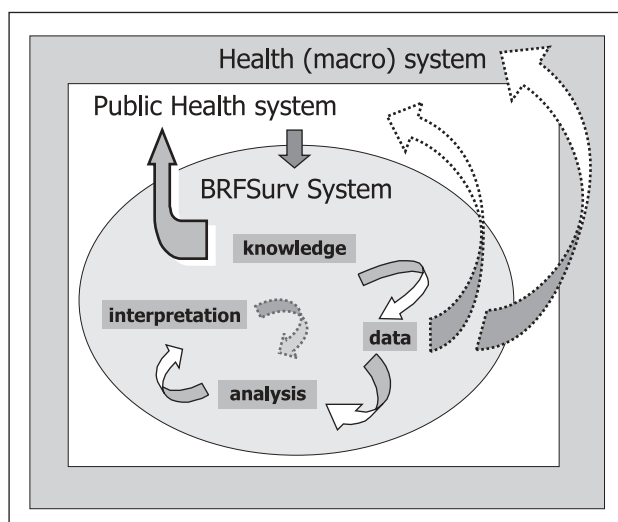 Health (macro) system
Public Health system
BRFSurv System
knowledge
interpretation
data
analysis